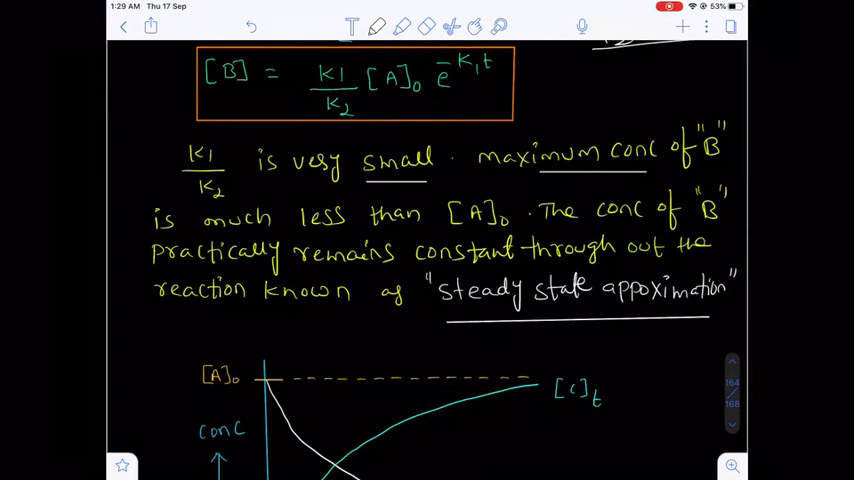 1:29 AM Thu 17 Sep
53%
[B] = K1/K2 [A]₀ e^-K₁t
K1/K2 is very small. maximum conc of "B"
is much less than [A]₀. The conc of "B"
practically remains constant through out the
reaction known as "steady state appoximation"
[A]₀
[C]t
conc
164
/
168